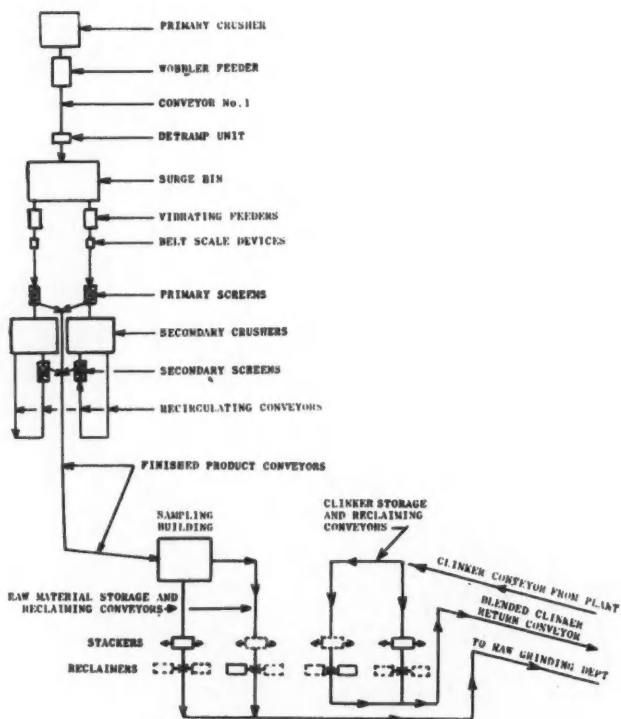 PRIMARY CRUSHER
WOBBLER FEEDER
CONVEYOR No.1
DETRAMP UNIT
SURGE BIN
VIBRATING FEEDERS
BELT SCALE DEVICES
PRIMARY SCREENS
SECONDARY CRUSHERS
SECONDARY SCREENS
RECIRCULATING CONVEYORS
FINISHED PRODUCT CONVEYORS
SAMPLING
BUILDING
CLINKER STORAGE
AND RECLAIMING
CONVEYORS
CLINKER CONVEYOR FROM PLANT
BLENDED CLINKER
RETURN CONVEYOR
TO RAW GRINDING DEPT
RAW MATERIAL STORAGE AND
RECLAIMING CONVEYORS
STACKERS
RECLAIMERS